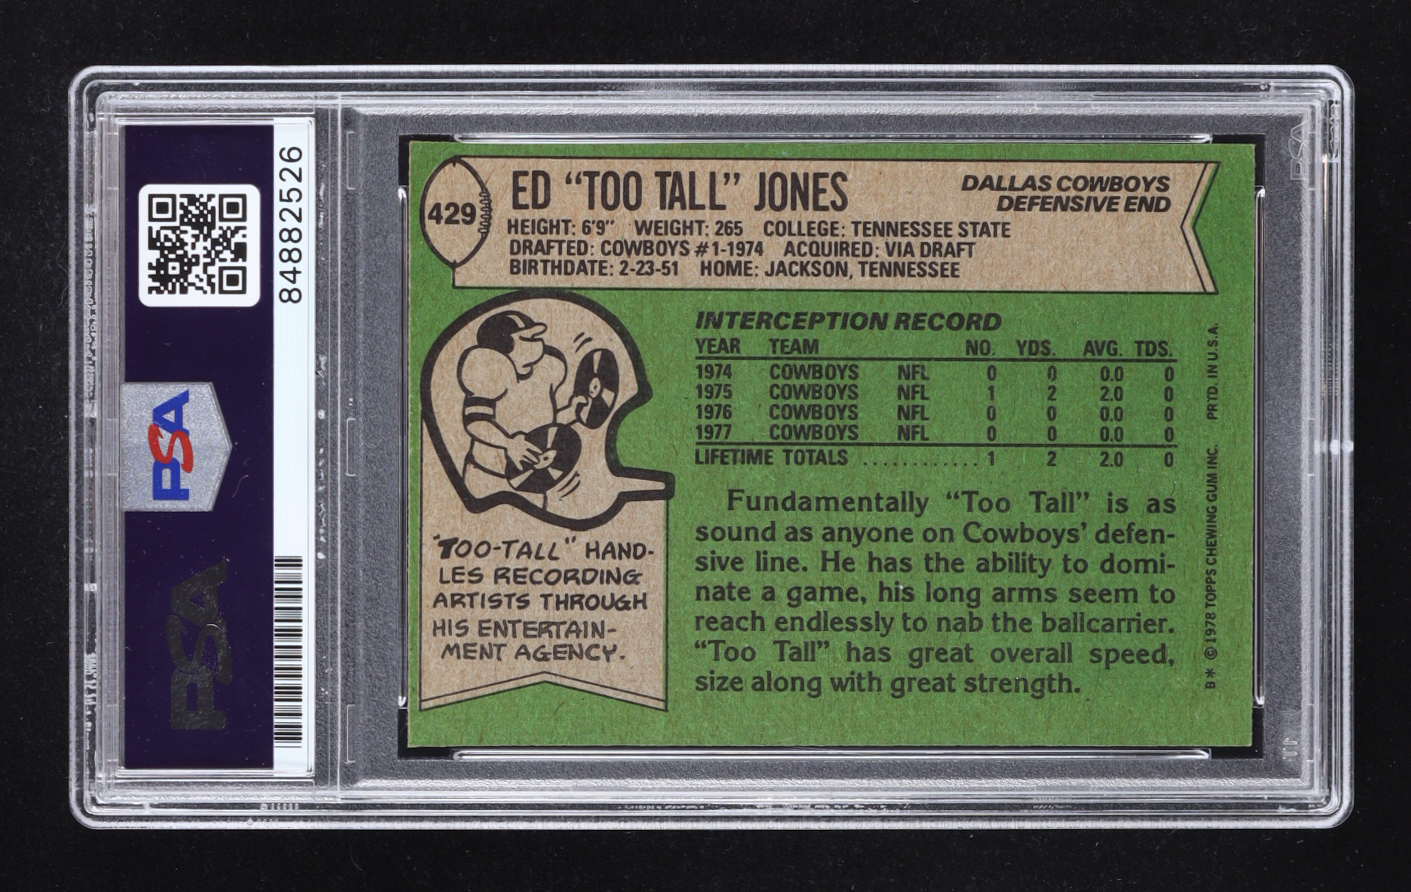 84882526
PSA
PSA
429
ED “TOO TALL” JONES
DALLAS COWBOYS
DEFENSIVE END
HEIGHT: 6'9" WEIGHT: 265 COLLEGE: TENNESSEE STATE
DRAFTED: COWBOYS #1-1974 ACQUIRED: VIA DRAFT
BIRTHDATE: 2-23-51 HOME: JACKSON, TENNESSEE
"TOO-TALL" HAND-
LES RECORDING
ARTISTS THROUGH
HIS ENTERTAIN-
MENT AGENCY.
INTERCEPTION RECORD
YEAR TEAM NO. YDS. AVG. TDS.
1974 COWBOYS NFL 0 0 0.0 0
1975 COWBOYS NFL 1 2 2.0 0
1976 COWBOYS NFL 0 0 0.0 0
1977 COWBOYS NFL 0 0 0.0 0
LIFETIME TOTALS ............ 1 2 2.0 0
Fundamentally “Too Tall” is as
sound as anyone on Cowboys’ defen-
sive line. He has the ability to domi-
nate a game, his long arms seem to
reach endlessly to nab the ballcarrier.
“Too Tall” has great overall speed,
size along with great strength.
B* ©1978 TOPPS CHEWING GUM INC. PRTD. IN U.S.A.